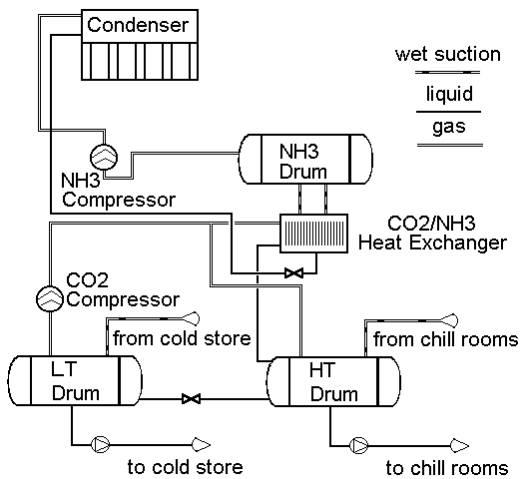 Condenser
wet suction
liquid
gas
NH3
Drum
NH3
Compressor
CO2/NH3
Heat Exchanger
CO2
Compressor
from cold store
from chill rooms
LT
Drum
HT
Drum
to cold store
to chill rooms